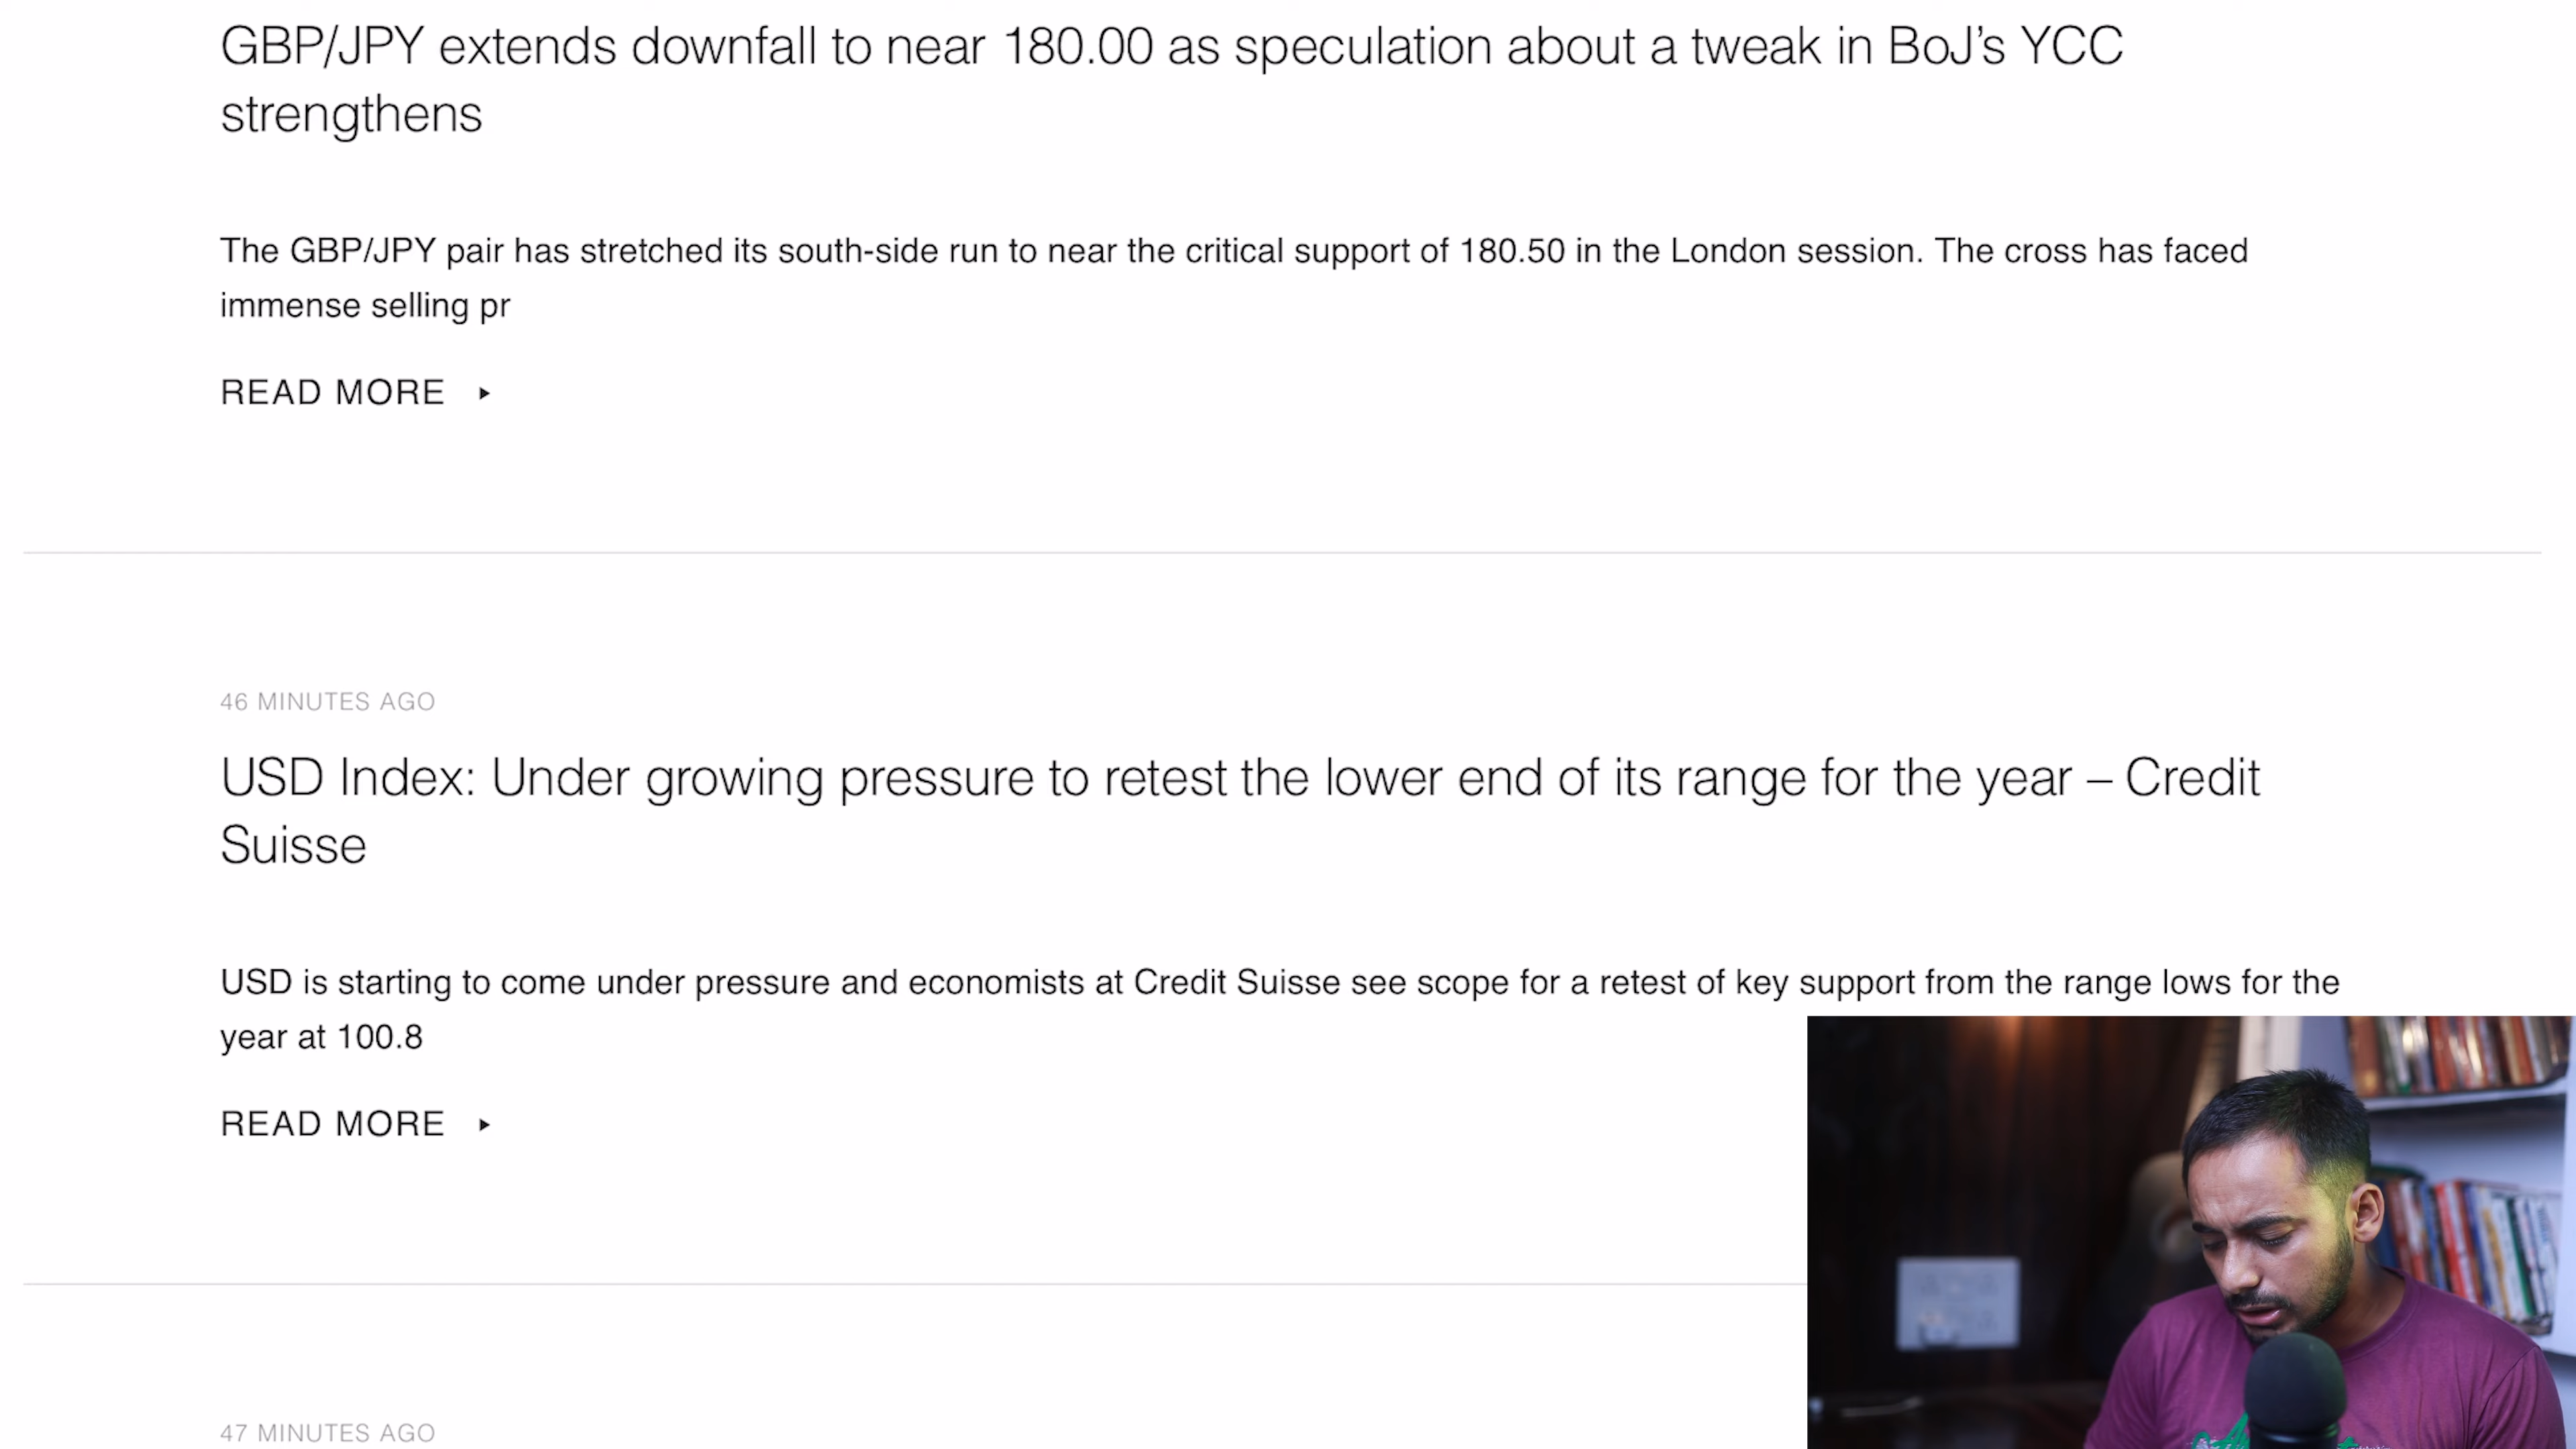 GBP/JPY extends downfall to near 180.00 as speculation about a tweak in BoJ’s YCC
strengthens
The GBP/JPY pair has stretched its south-side run to near the critical support of 180.50 in the London session. The cross has faced
immense selling pr
READ MORE ▸
46 MINUTES AGO
USD Index: Under growing pressure to retest the lower end of its range for the year – Credit
Suisse
USD is starting to come under pressure and economists at Credit Suisse see scope for a retest of key support from the range lows for the
year at 100.8
READ MORE ▸
47 MINUTES AGO